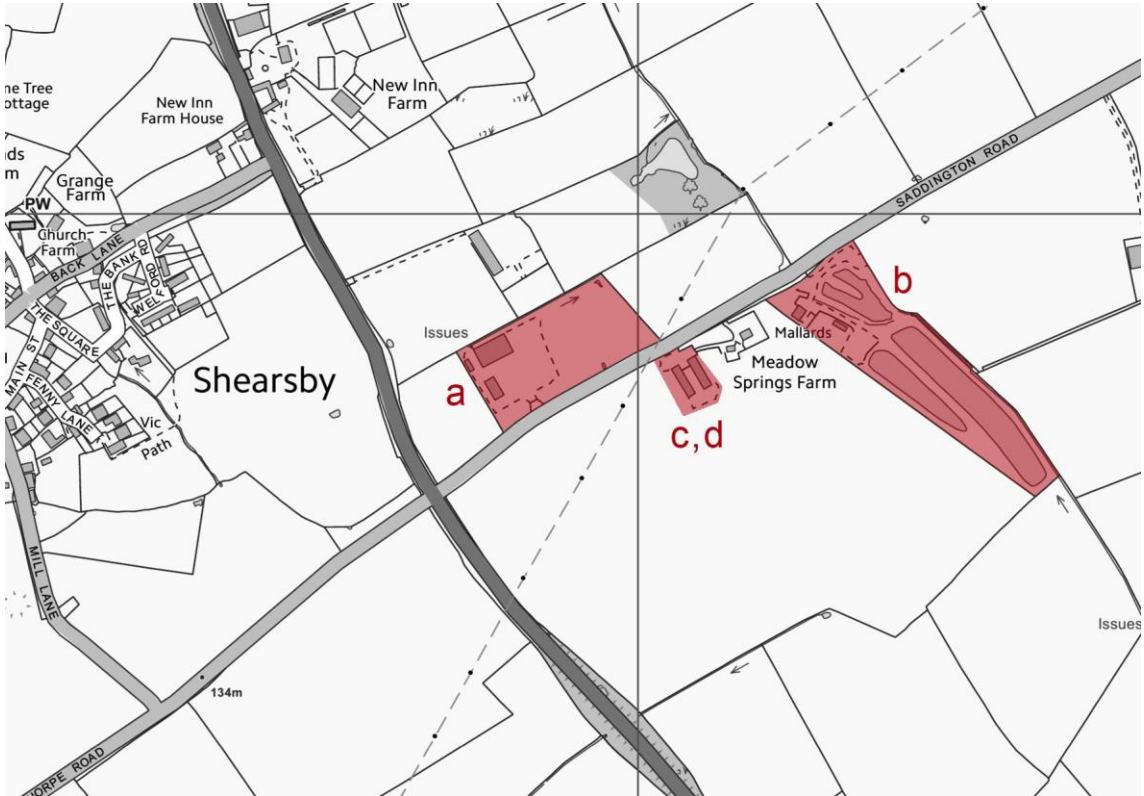 ne Tree
ottage
New Inn
Farm House
New Inn
Farm
ds
m
Grange
Farm
PW
Church
Farm
BACK LANE
THE BANK
WELFORD RD
THE SQUARE
MAIN ST
FENNY LANE
Vic
Path
MILL LANE
Shearsby
Issues
a
SADDINGTON ROAD
b
Mallards
Meadow
Springs Farm
c,d
Issues
134m
HORPE ROAD